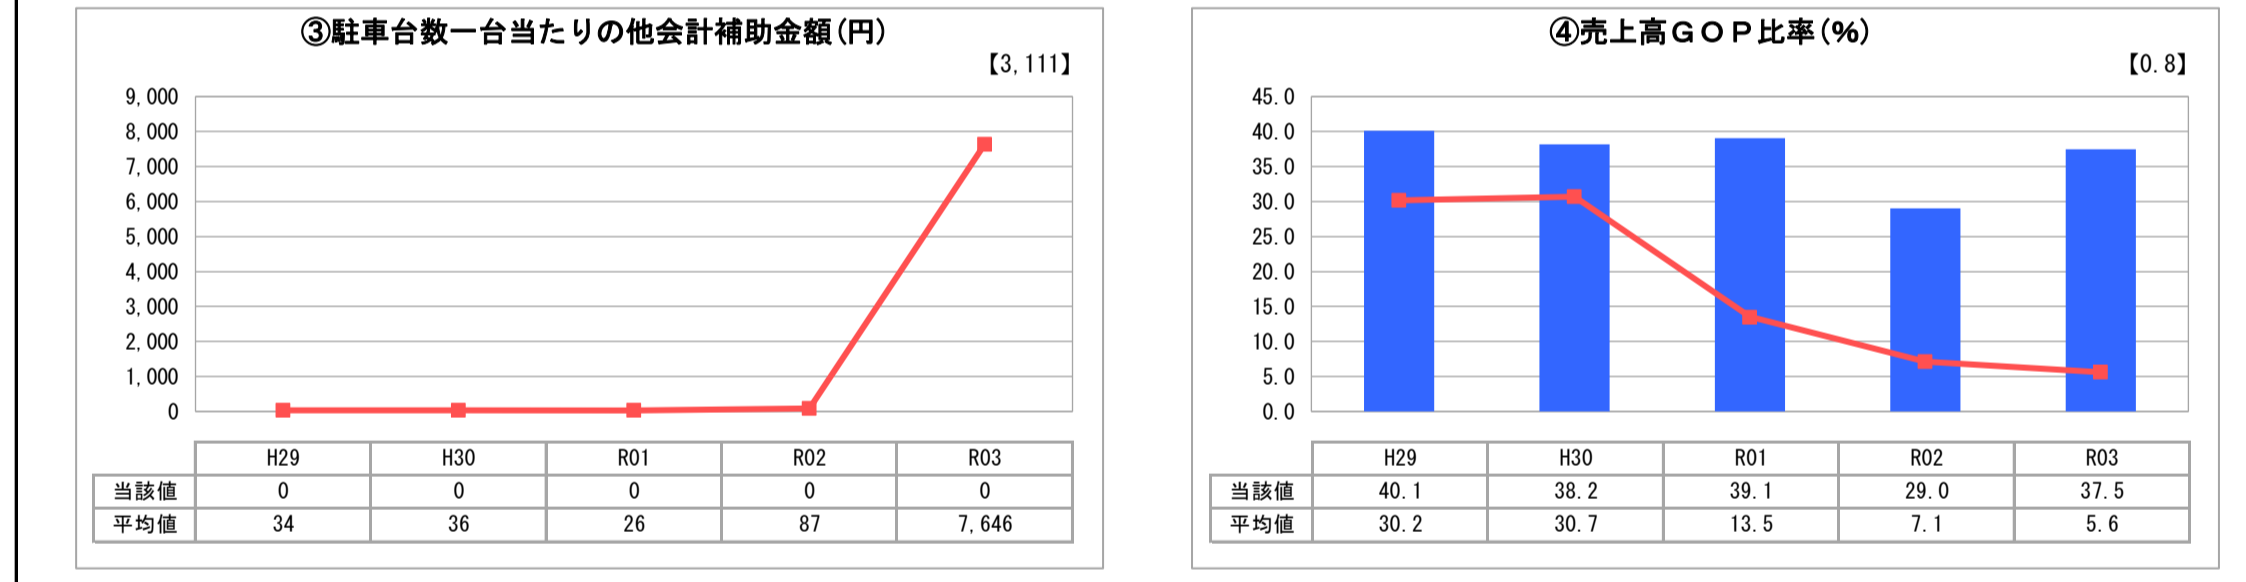 ③駐車台数一台当たりの他会計補助金額(円)
【3,111】
9,000
8,000
7,000
6,000
5,000
4,000
3,000
2,000
1,000
0
H29 H30 R01 R02 R03
当該値 0 0 0 0 0
平均値 34 36 26 87 7,646
④売上高ＧＯＰ比率(%)
【0.8】
45.0
40.0
35.0
30.0
25.0
20.0
15.0
10.0
5.0
0.0
H29 H30 R01 R02 R03
当該値 40.1 38.2 39.1 29.0 37.5
平均値 30.2 30.7 13.5 7.1 5.6